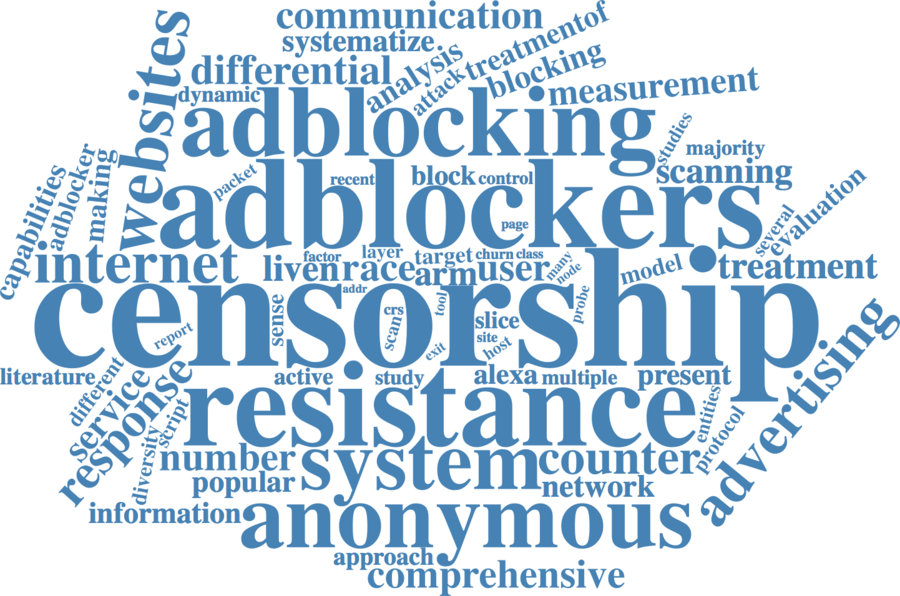 communication
systematize
treatmentof
differential
analysis
attack
blocking
websites
dynamic
measurement
adblocking
studies
majority
scanning
capabilities
adblocker
making
packet
recent
block
control
adblockers
page
several
evaluation
internet
factor
layer
target
churn
class
many
node
livenrace
arm
user
model
treatment
addr
censorship
sense
crs
scan
tool
slice
probe
site
host
exit
report
literature
different
service
response
active
study
alexa
multiple
present
advertising
resistance
entities
protocol
script
diversity
number
system
counter
popular
network
information
anonymous
approach
comprehensive